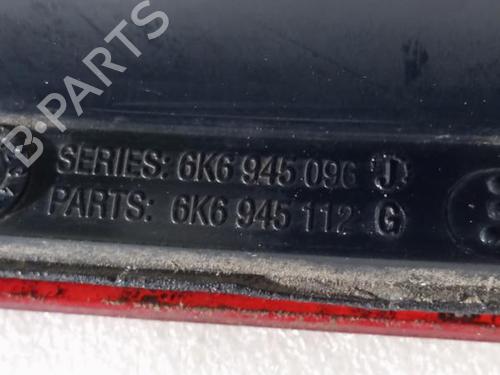 B-PARTS
SERIES: 6K6 945 096 J
PARTS: 6K6 945 112 G